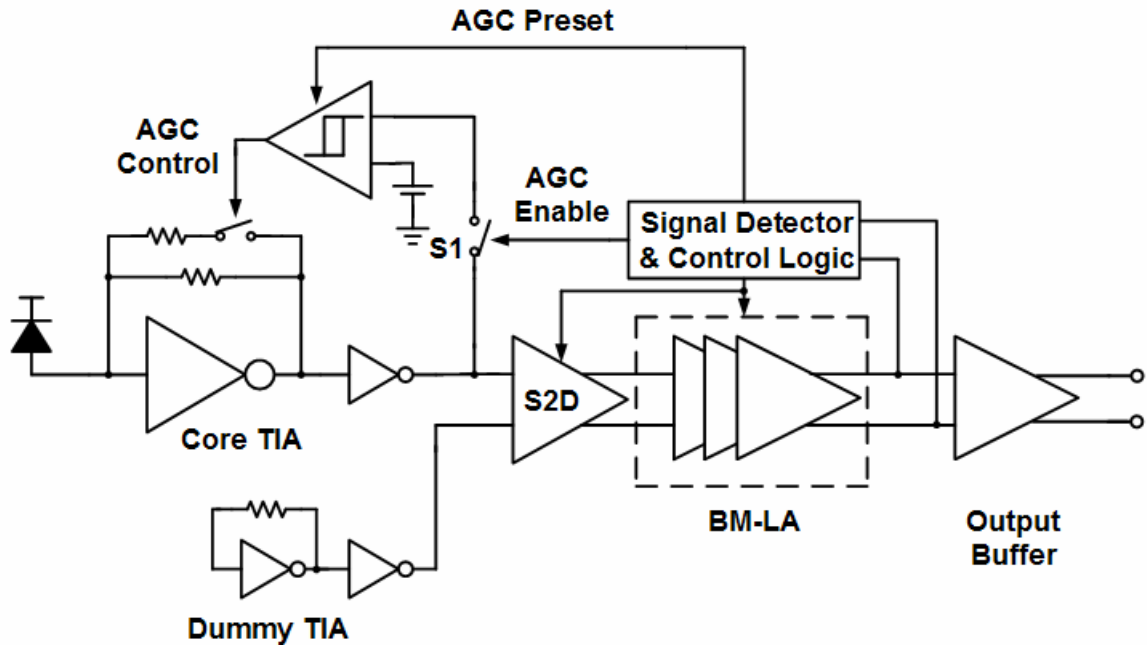 AGC Preset
AGC
Control
AGC
Enable
S1
Signal Detector
& Control Logic
S2D
Core TIA
BM-LA
Output
Buffer
Dummy TIA